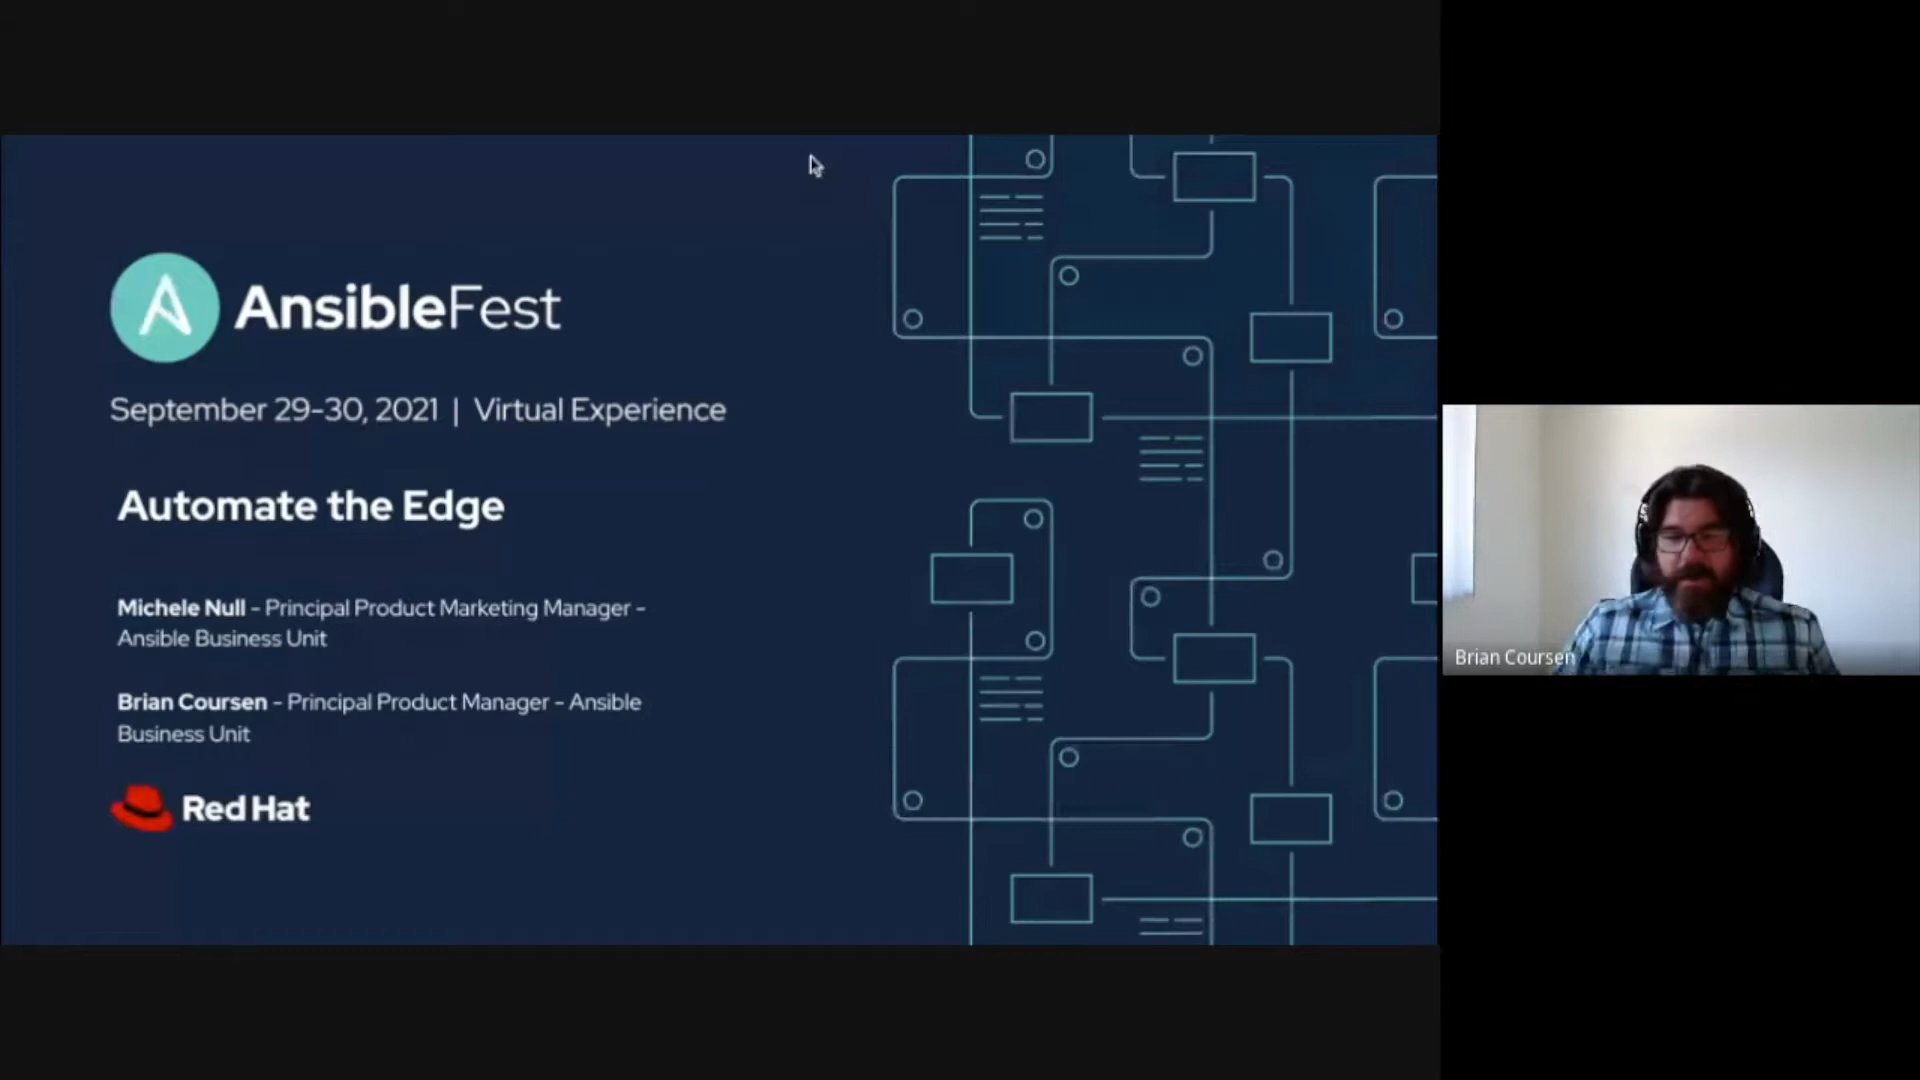 AnsibleFest
September 29-30, 2021 | Virtual Experience
Automate the Edge
Michele Null - Principal Product Marketing Manager -
Ansible Business Unit
Brian Coursen - Principal Product Manager - Ansible
Business Unit
Red Hat
Brian Coursen